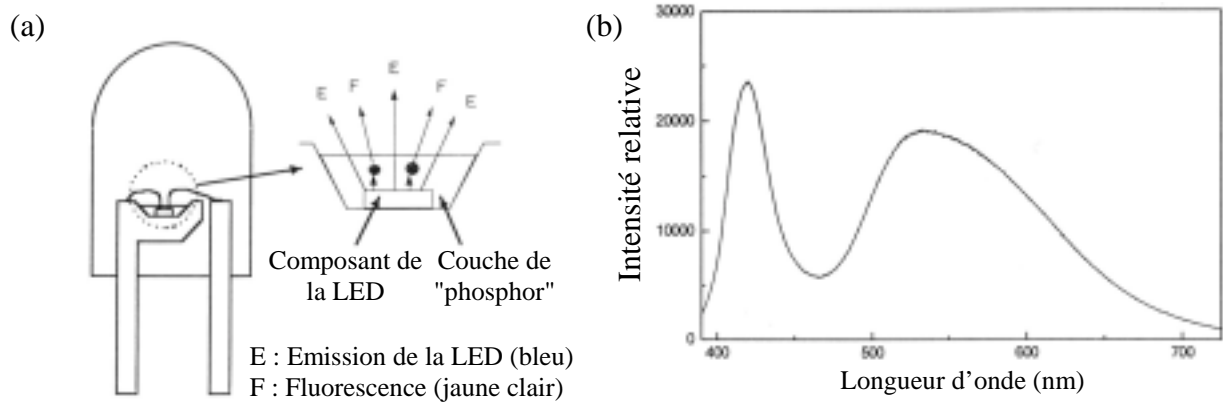 (a)
E
F
E
F
E
Composant de
la LED
Couche de
"phosphor"
E : Emission de la LED (bleu)
F : Fluorescence (jaune clair)
(b)
Intensité relative
30000
20000
10000
0
400
500
600
700
Longueur d’onde (nm)